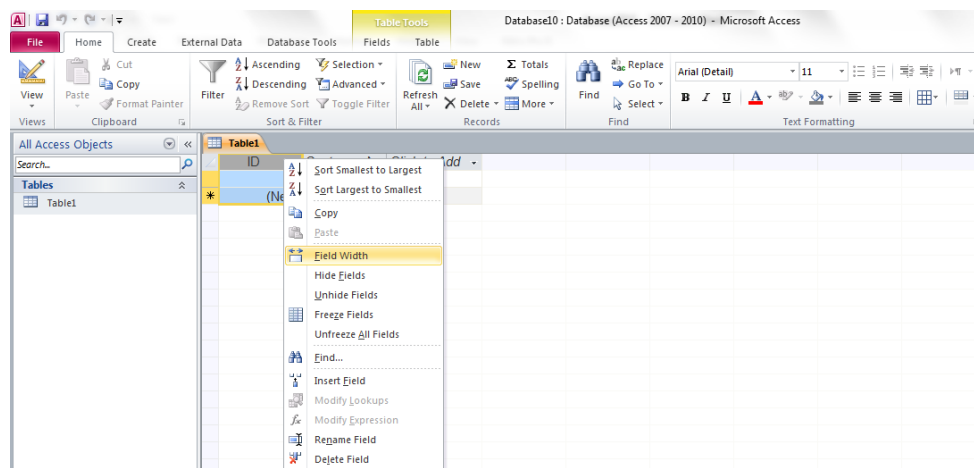 Table Tools
Database10 : Database (Access 2007 - 2010) - Microsoft Access
File Home Create External Data Database Tools Fields Table
View
Views
Paste
Cut
Copy
Format Painter
Clipboard
Filter
Ascending
Descending
Remove Sort
Selection
Advanced
Toggle Filter
Sort & Filter
Refresh
All
New
Save
Delete
Σ Totals
Spelling
More
Records
Find
Replace
Go To
Select
Find
Arial (Detail) 11
B I U A
Text Formatting
All Access Objects
Search...
Tables
Table1
Table1
ID Add
(Ne
Sort Smallest to Largest
Sort Largest to Smallest
Copy
Paste
Field Width
Hide Fields
Unhide Fields
Freeze Fields
Unfreeze All Fields
Find...
Insert Field
Modify Lookups
Modify Expression
Rename Field
Delete Field